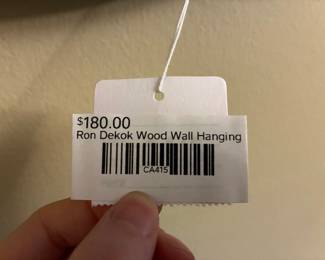 $180.00
Ron Dekok Wood Wall Hanging
CA415